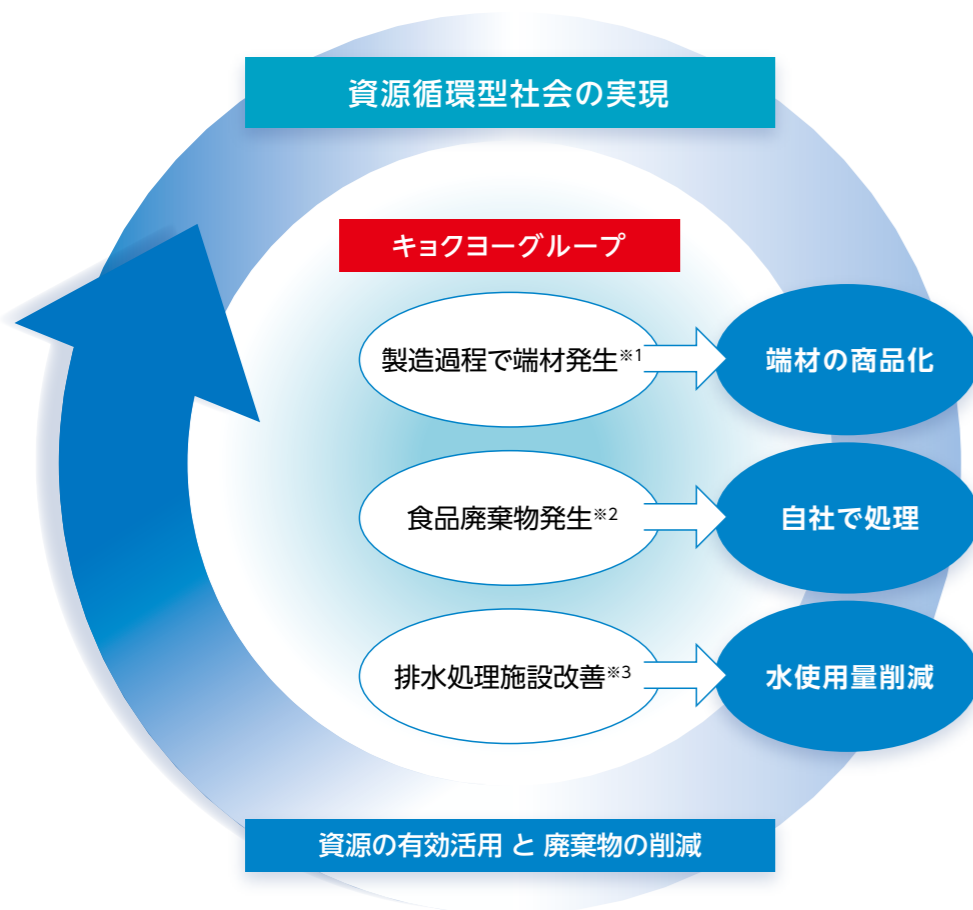 資源循環型社会の実現
キョクヨーグループ
製造過程で端材発生※1
端材の商品化
食品廃棄物発生※2
自社で処理
排水処理施設改善※3
水使用量削減
資源の有効活用 と 廃棄物の削減